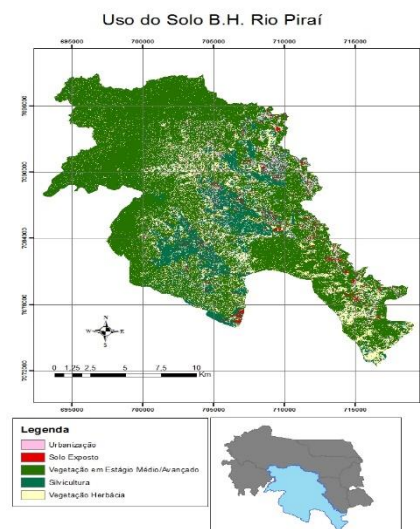 Uso do Solo B.H. Rio Piraí
695000 700000 705000 710000 715000
N
W E
S
0 1,25 2,5 5 7,5 10
Km
695000 700000 705000 710000 715000
Legenda
Urbanização
Solo Exposto
Vegetação em Estágio Médio/Avançado
Silvicultura
Vegetação Herbácia